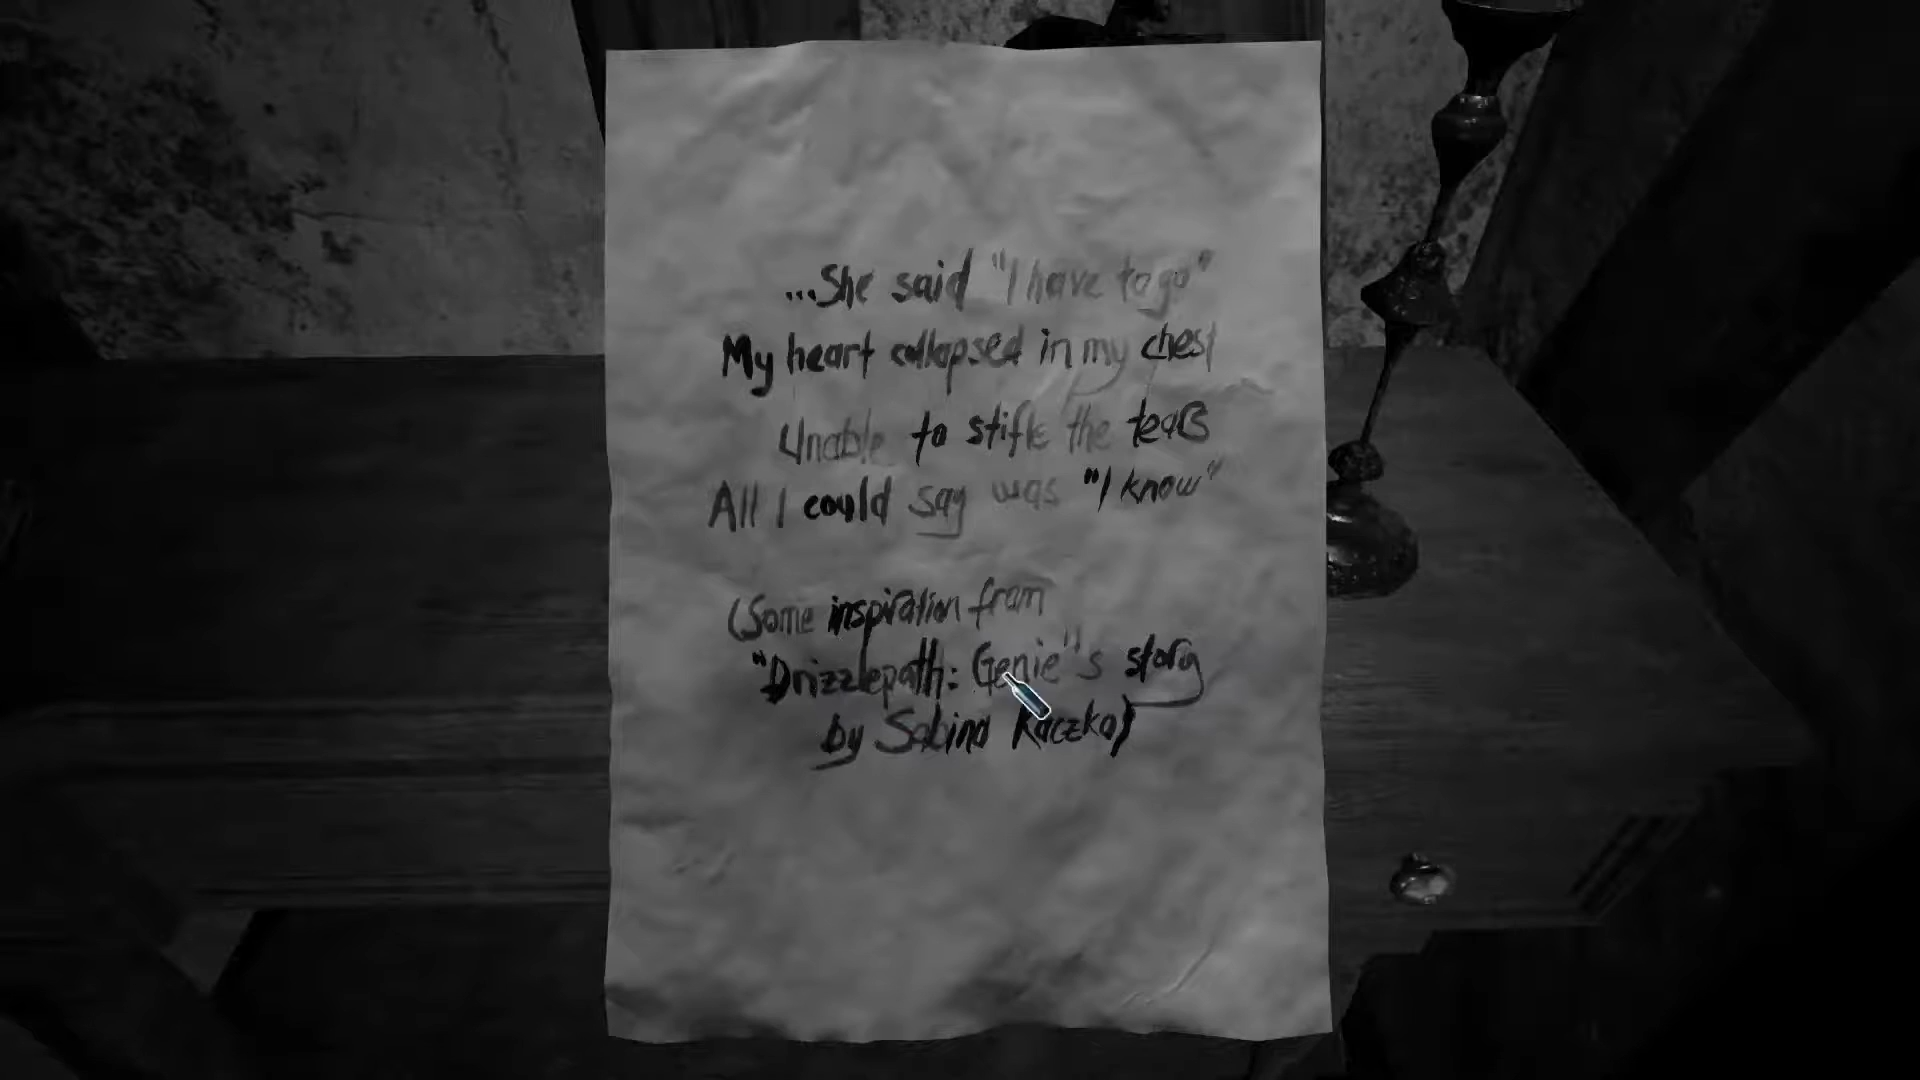 ...She said "I have to go"
My heart collapsed in my chest
Unable to stifle the tears
All I could say was "I know"
(Some inspiration from
"Drizzlepath: Genie"'s story
by Sabina Kaczka)